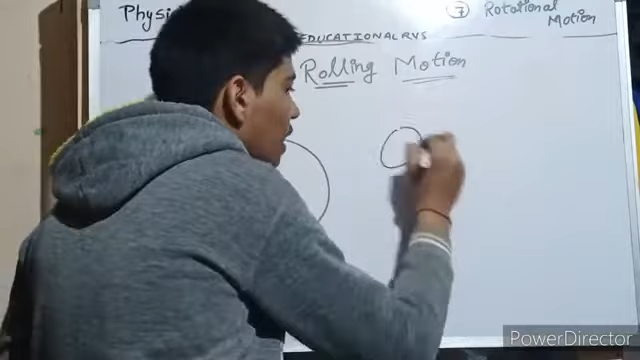 Physi
⑦ Rotational
Motion
EDUCATIONALRVS
Rolling Motion
PowerDirector